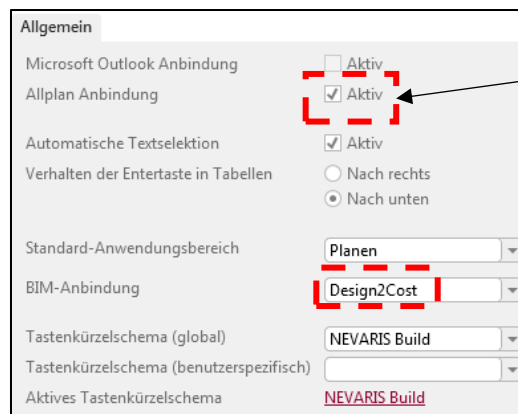 Allgemein
Microsoft Outlook Anbindung Aktiv
Allplan Anbindung Aktiv
Automatische Textselektion Aktiv
Verhalten der Entertaste in Tabellen Nach rechts
Nach unten
Standard-Anwendungsbereich Planen
BIM-Anbindung Design2Cost
Tastenkürzelschema (global) NEVARIS Build
Tastenkürzelschema (benutzerspezifisch)
Aktives Tastenkürzelschema NEVARIS Build